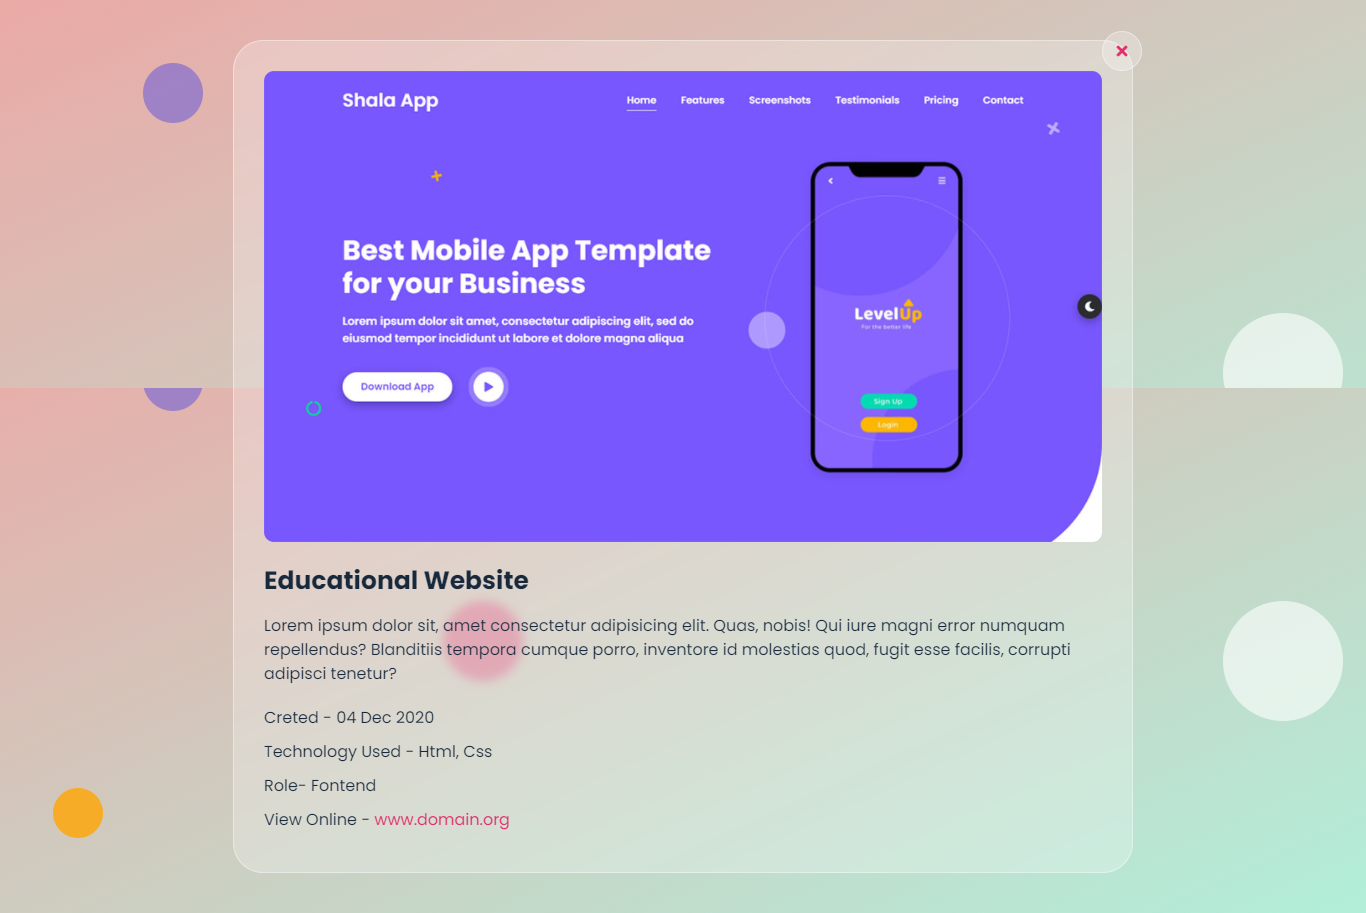 Shala App
Home Features Screenshots Testimonials Pricing Contact
Best Mobile App Template
for your Business
Lorem ipsum dolor sit amet, consectetur adipiscing elit, sed do
eiusmod tempor incididunt ut labore et dolore magna aliqua
Download App
LevelUp
For the better life
Sign Up
Login
Educational Website
Lorem ipsum dolor sit, amet consectetur adipisicing elit. Quas, nobis! Qui iure magni error numquam
repellendus? Blanditiis tempora cumque porro, inventore id molestias quod, fugit esse facilis, corrupti
adipisci tenetur?
Creted - 04 Dec 2020
Technology Used - Html, Css
Role- Fontend
View Online - www.domain.org